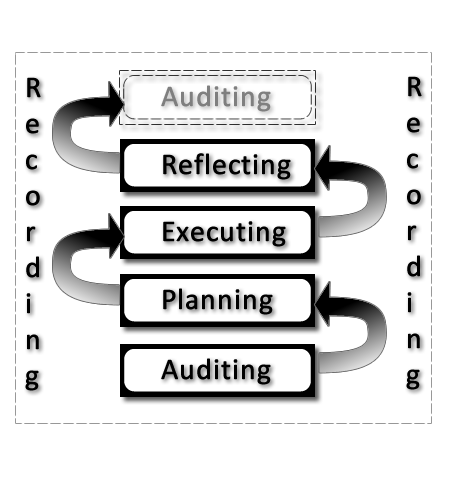 Recording
Auditing
Reflecting
Executing
Planning
Auditing
Recording